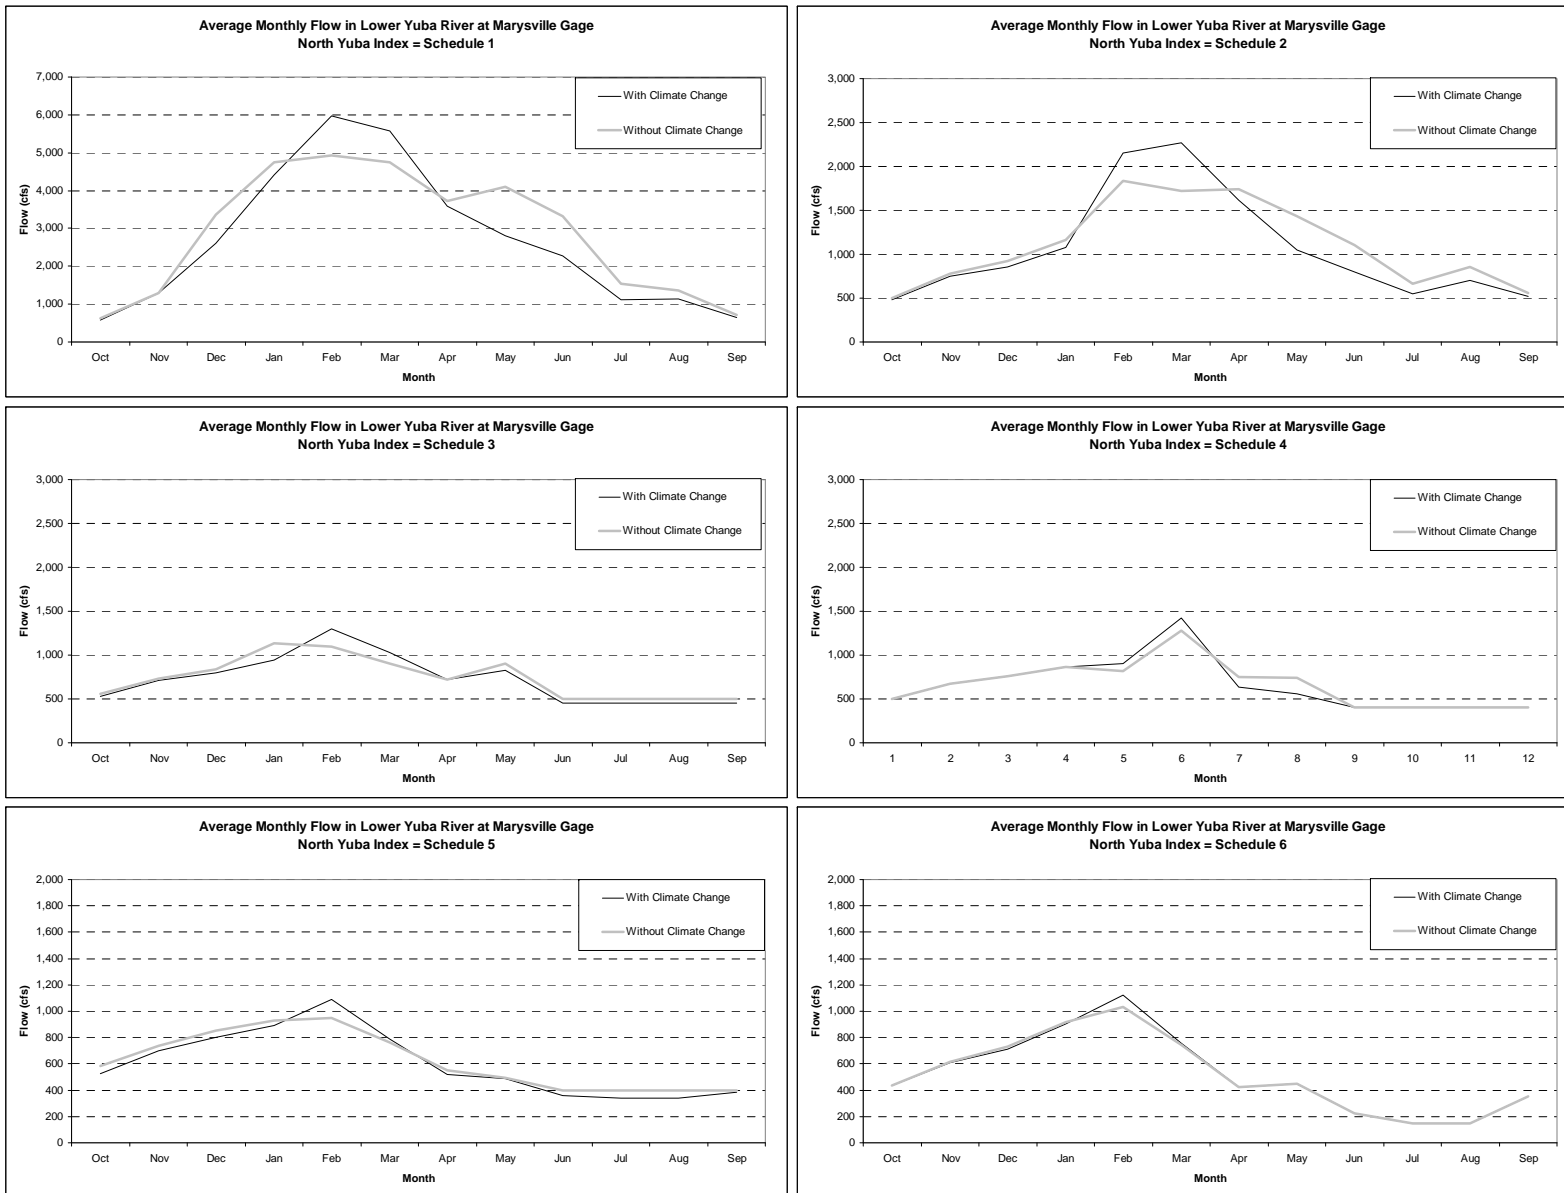 Average Monthly Flow in Lower Yuba River at Marysville Gage
North Yuba Index = Schedule 1
7,000
6,000
5,000
4,000
3,000
2,000
1,000
0
Flow (cfs)
With Climate Change
Without Climate Change
Oct Nov Dec Jan Feb Mar Apr May Jun Jul Aug Sep
Month
Average Monthly Flow in Lower Yuba River at Marysville Gage
North Yuba Index = Schedule 2
3,000
2,500
2,000
1,500
1,000
500
0
Flow (cfs)
With Climate Change
Without Climate Change
Oct Nov Dec Jan Feb Mar Apr May Jun Jul Aug Sep
Month
Average Monthly Flow in Lower Yuba River at Marysville Gage
North Yuba Index = Schedule 3
3,000
2,500
2,000
1,500
1,000
500
0
Flow (cfs)
With Climate Change
Without Climate Change
Oct Nov Dec Jan Feb Mar Apr May Jun Jul Aug Sep
Month
Average Monthly Flow in Lower Yuba River at Marysville Gage
North Yuba Index = Schedule 4
3,000
2,500
2,000
1,500
1,000
500
0
Flow (cfs)
With Climate Change
Without Climate Change
1 2 3 4 5 6 7 8 9 10 11 12
Month
Average Monthly Flow in Lower Yuba River at Marysville Gage
North Yuba Index = Schedule 5
2,000
1,800
1,600
1,400
1,200
1,000
800
600
400
200
0
Flow (cfs)
With Climate Change
Without Climate Change
Oct Nov Dec Jan Feb Mar Apr May Jun Jul Aug Sep
Month
Average Monthly Flow in Lower Yuba River at Marysville Gage
North Yuba Index = Schedule 6
2,000
1,800
1,600
1,400
1,200
1,000
800
600
400
200
0
Flow (cfs)
With Climate Change
Without Climate Change
Oct Nov Dec Jan Feb Mar Apr May Jun Jul Aug Sep
Month